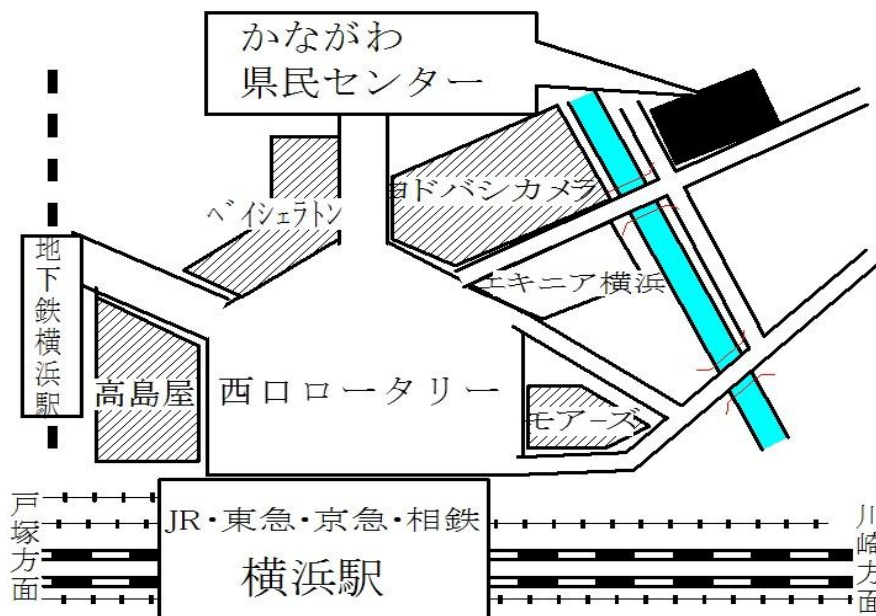 かながわ
県民センター
ヨドバシカメラ
ベイシェラトン
地下鉄横浜駅
エキニア横浜
高島屋
西口ロータリー
モアーズ
戸塚方面
JR・東急・京急・相鉄
横浜駅
川崎方面